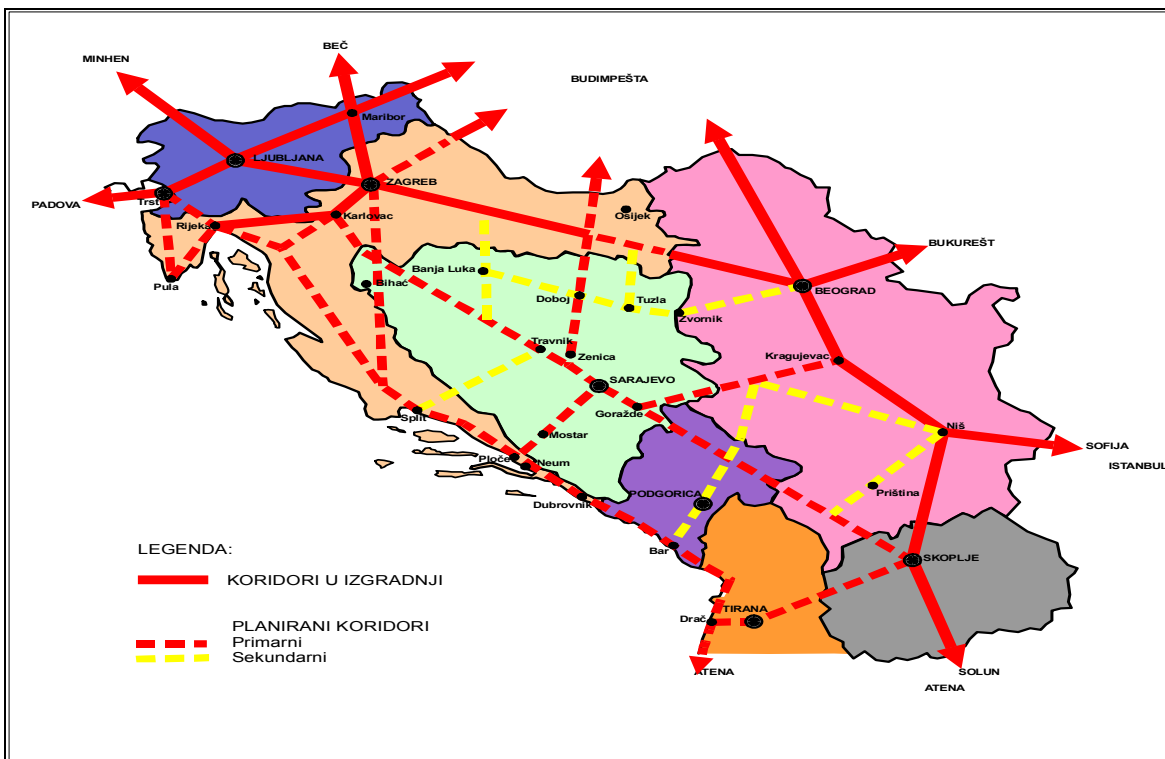 BEČ
MINHEN
BUDIMPEŠTA
Maribor
LJUBLJANA
ZAGREB
PADOVA
Trst
Rijeka
Karlovac
Osijek
BUKUREŠT
Pula
Bihać
Banja Luka
Doboj
Tuzla
Zvornik
BEOGRAD
Travnik
Zenica
Kragujevac
SARAJEVO
Goražde
Split
Mostar
Niš
SOFIJA
ISTANBUL
Ploče
Neum
Priština
PODGORICA
Dubrovnik
Bar
SKOPLJE
LEGENDA:
KORIDORI U IZGRADNJI
PLANIRANI KORIDORI
Primarni
Sekundarni
Drač
TIRANA
ATENA
SOLUN
ATENA